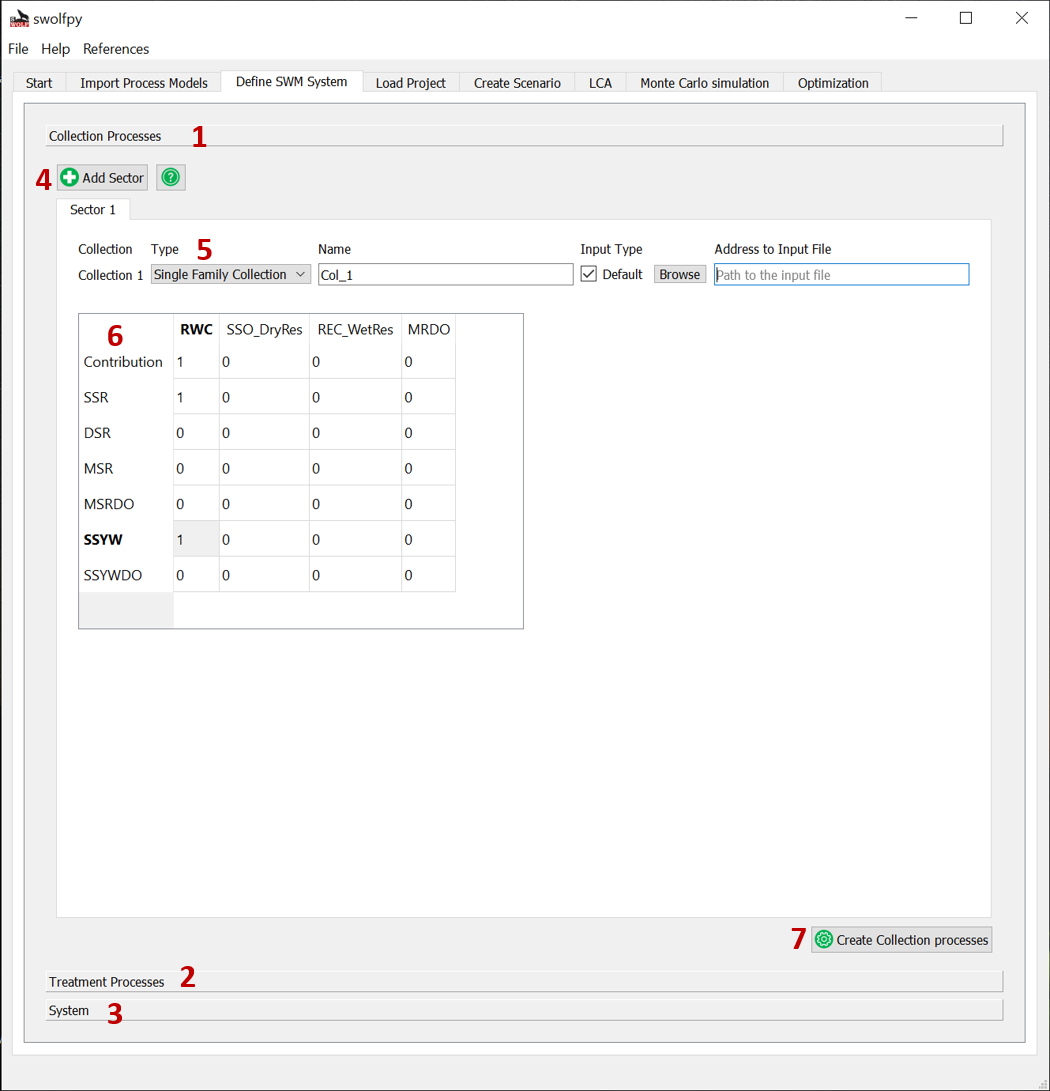 WOLF swolfpy
File Help References
Start Import Process Models Define SWM System Load Project Create Scenario LCA Monte Carlo simulation Optimization
Collection Processes 1
4 Add Sector ?
Sector 1
Collection Type 5 Name Input Type Address to Input File
Collection 1 Single Family Collection Col_1 Default Browse Path to the input file
6 RWC SSO_DryRes REC_WetRes MRDO
Contribution 1 0 0 0
SSR 1 0 0 0
DSR 0 0 0 0
MSR 0 0 0 0
MSRDO 0 0 0 0
SSYW 1 0 0 0
SSYWDO 0 0 0 0
7 Create Collection processes
Treatment Processes 2
System 3